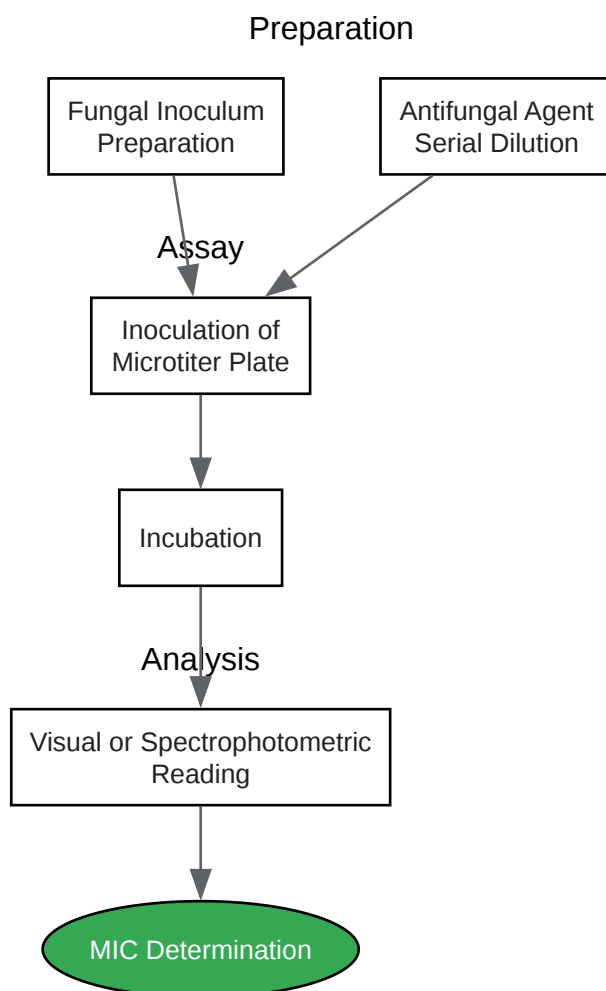 Preparation
Fungal Inoculum
Preparation
Antifungal Agent
Serial Dilution
Assay
Inoculation of
Microtiter Plate
Incubation
Analysis
Visual or Spectrophotometric
Reading
MIC Determination